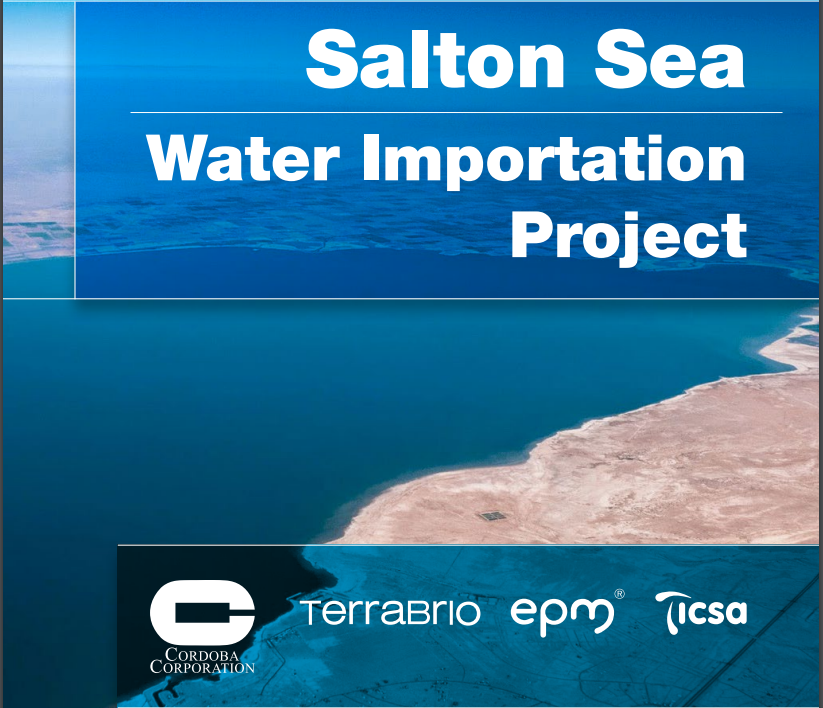 Salton Sea
Water Importation
Project
TerraBrio epm® Ticsa
CORDOBA
CORPORATION